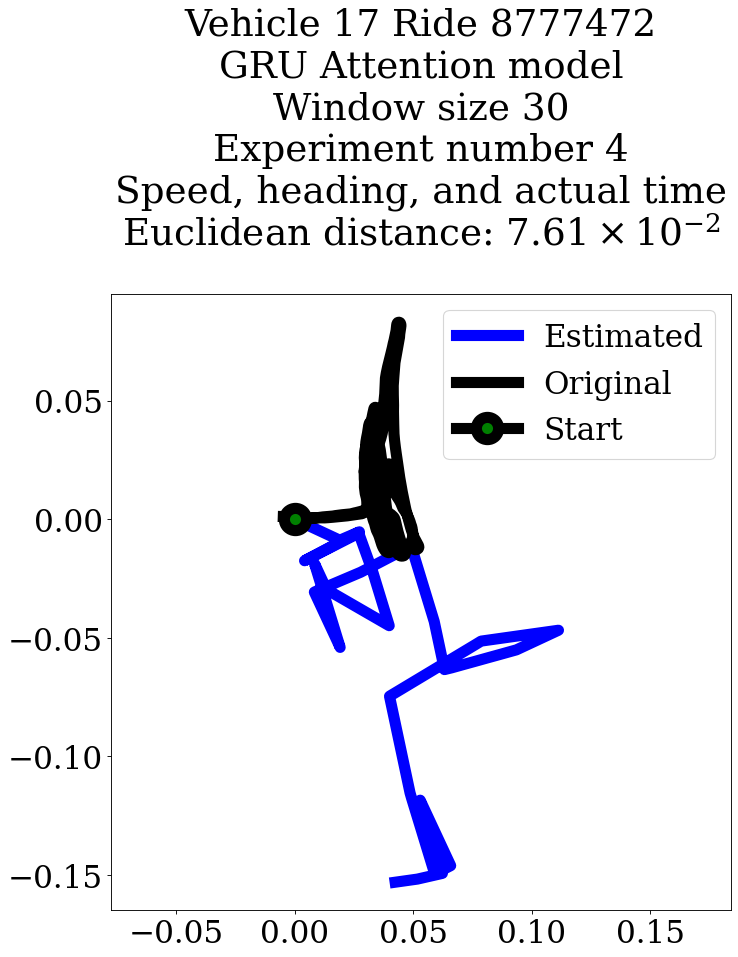 Vehicle 17 Ride 8777472
GRU Attention model
Window size 30
Experiment number 4
Speed, heading, and actual time
Euclidean distance: 7.61 × 10⁻²
Estimated
Original
Start
0.05
0.00
−0.05
−0.10
−0.15
−0.05 0.00 0.05 0.10 0.15